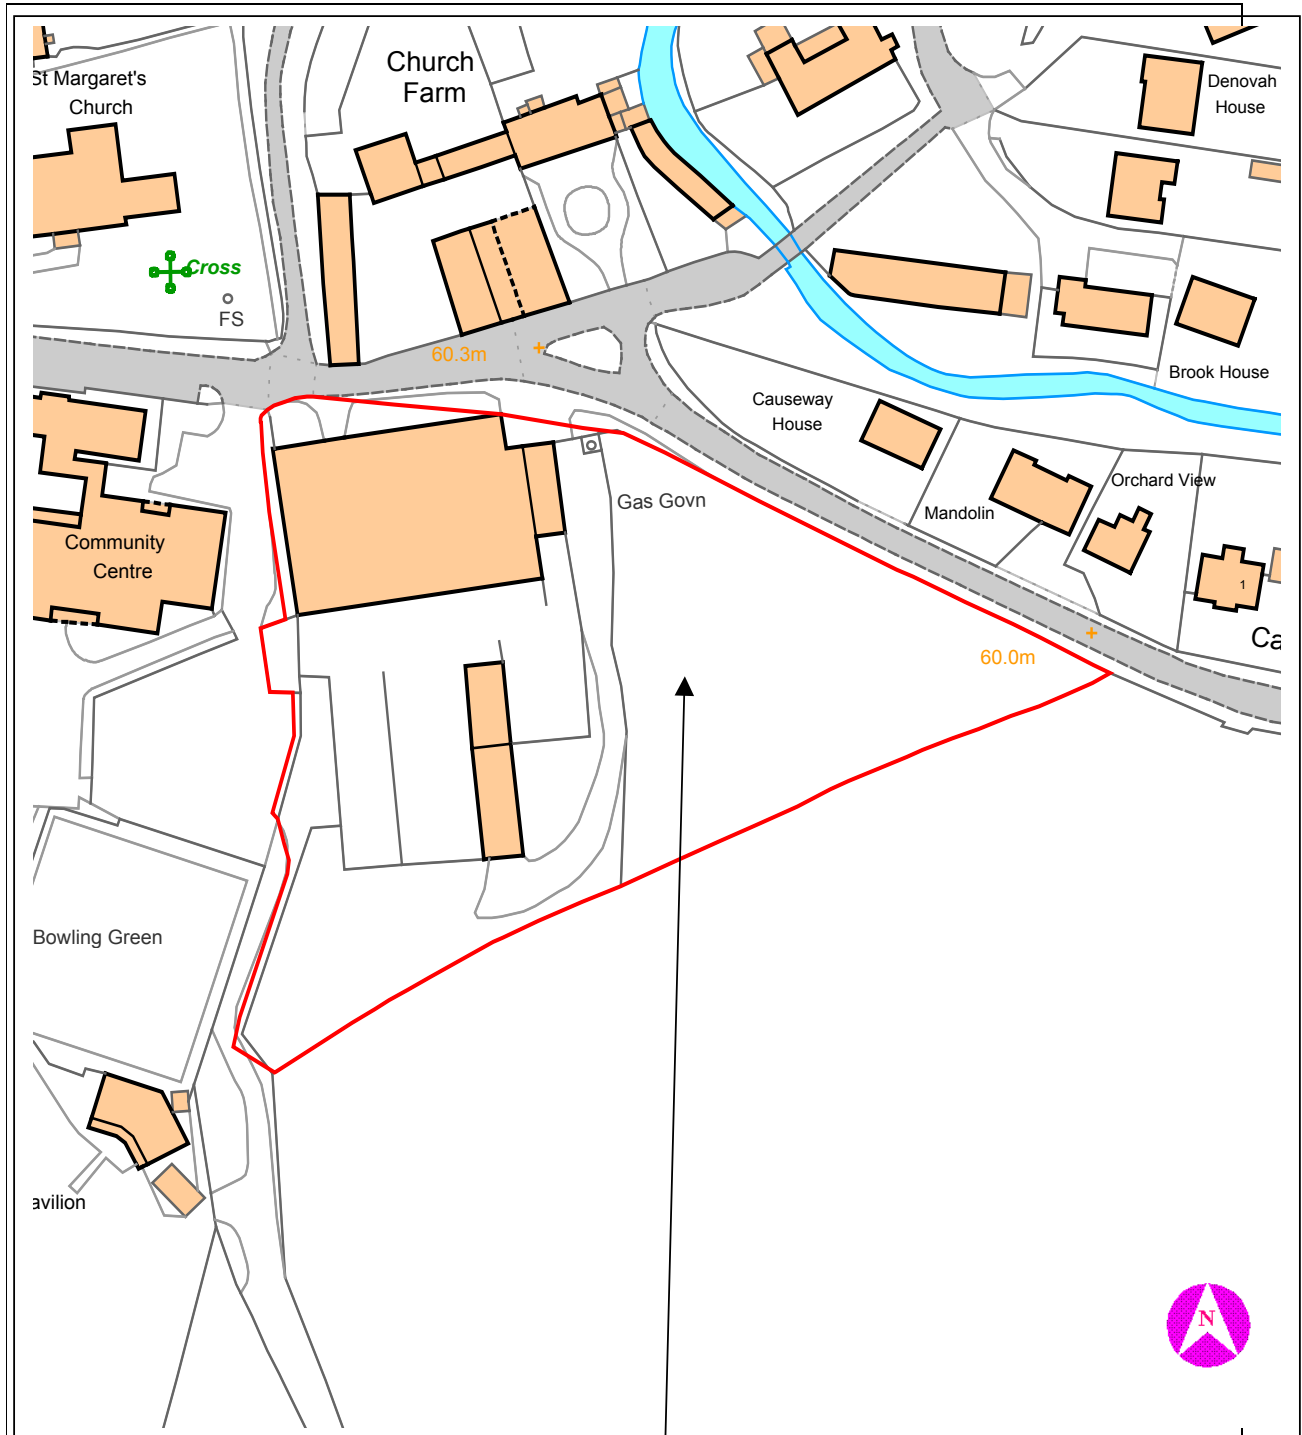 St Margaret's
Church
Church
Farm
Denovah
House
Cross
FS
60.3m
Brook House
Causeway
House
Orchard View
Mandolin
Gas Govn
Community
Centre
1
Ca
60.0m
Bowling Green
avilion
N